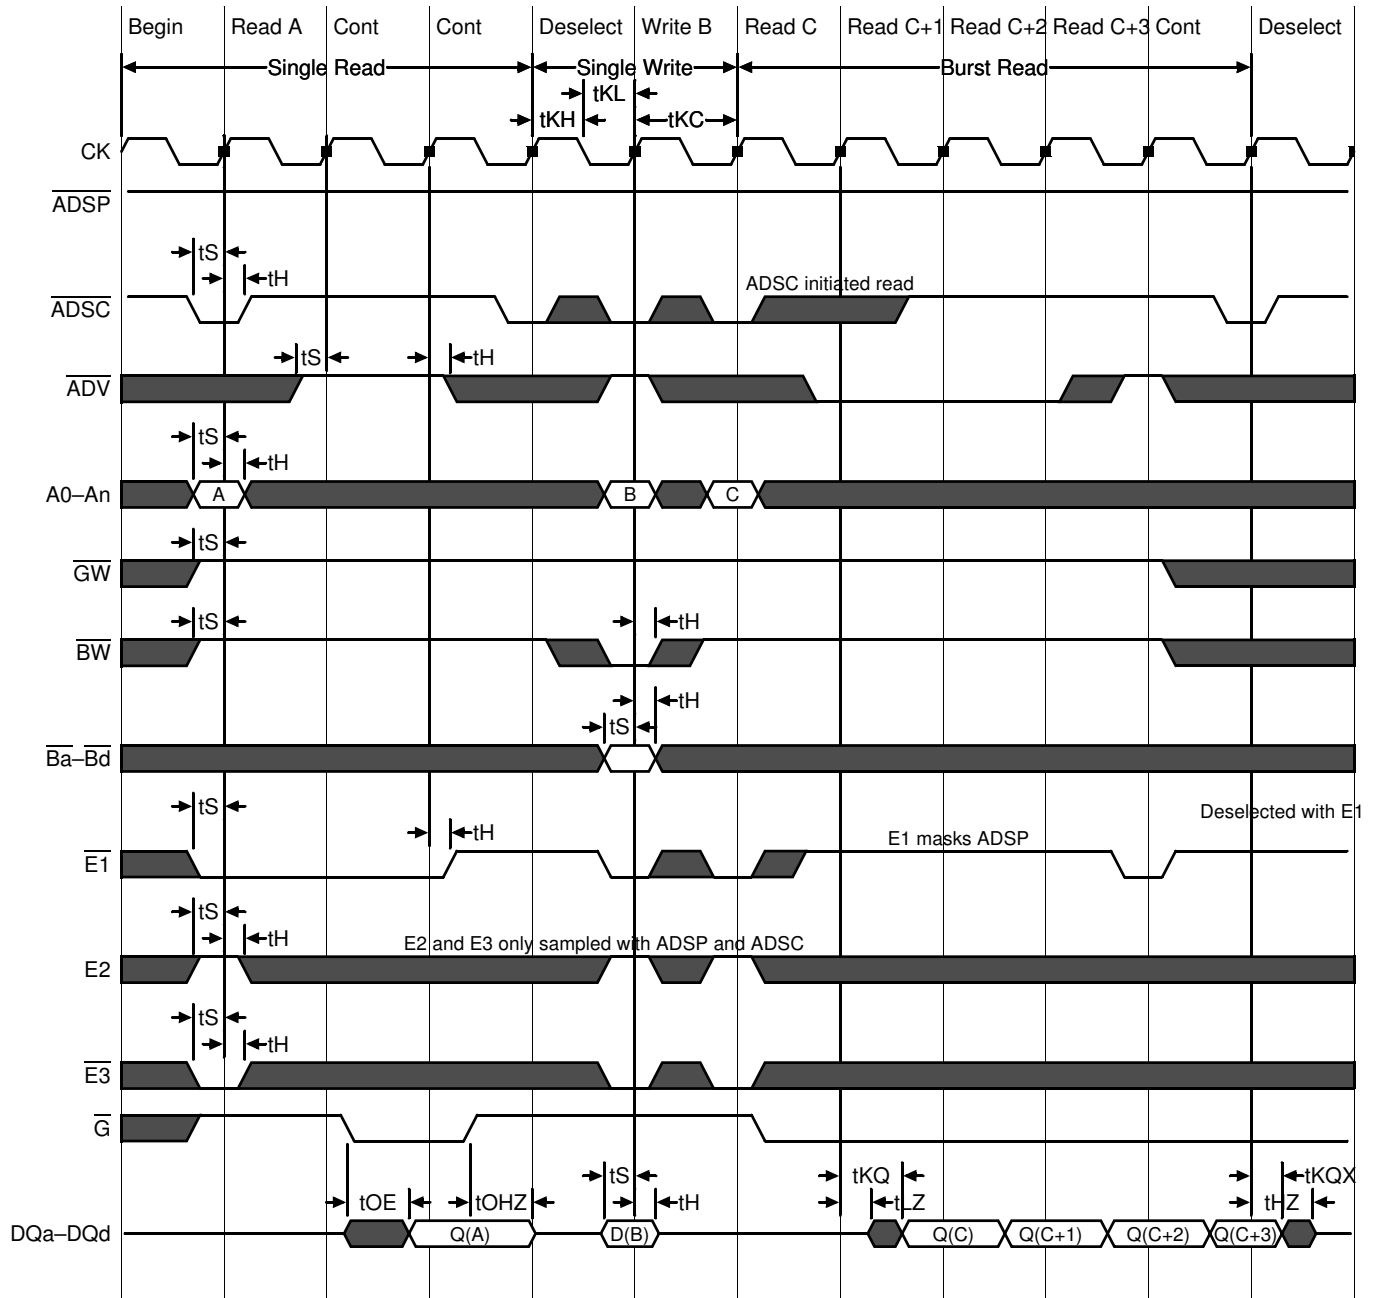 Begin Read A Cont Cont Deselect Write B Read C Read C+1 Read C+2 Read C+3 Cont Deselect
Single Read Single Write Burst Read
tKL
tKH tKC
CK
ADSP
tS
tH
ADSC initiated read
ADSC
tS tH
ADV
tS
tH
A0–An A B C
tS
GW
tS tH
BW
tH
tS
Ba–Bd
tS Deselected with E1
tH E1 masks ADSP
E1
tS
tH E2 and E3 only sampled with ADSP and ADSC
E2
tS
tH
E3
G
tS tKQ tKQX
tOE tOHZ tH tLZ tHZ
DQa–DQd Q(A) D(B) Q(C) Q(C+1) Q(C+2) Q(C+3)